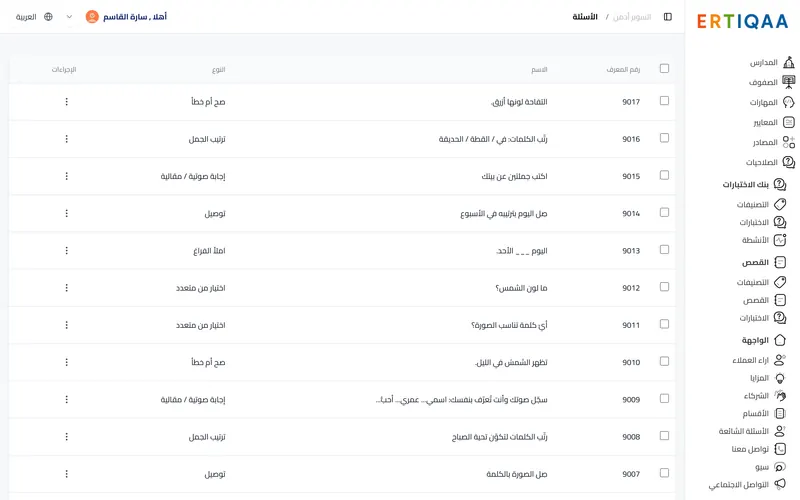 ERTIQAA
المدارس
الصفوف
المهارات
المعايير
المصادر
الصلاحيات
بنك الاختبارات
التصنيفات
الاختبارات
الأنشطة
القصص
التصنيفات
القصص
الاختبارات
الواجهة
اراء العملاء
المزايا
الشركاء
الأقسام
الأسئلة الشائعة
تواصل معنا
سيو
التواصل الاجتماعي
السوبر أدمن / الأسئلة
أهلا , سارة القاسم
العربية
رقم المعرف الاسم النوع الإجراءات
9017 التفاحة لونها أزرق. صح أم خطأ
9016 رتّب الكلمات: في / القطة / الحديقة ترتيب الجمل
9015 اكتب جملتين عن بيتك إجابة صوتية / مقالية
9014 صل اليوم بترتيبه في الأسبوع توصيل
9013 اليوم ___ الأحد. املأ الفراغ
9012 ما لون الشمس؟ اختيار من متعدد
9011 أيّ كلمة تناسب الصورة؟ اختيار من متعدد
9010 تظهر الشمس في الليل. صح أم خطأ
9009 سجّل صوتك وأنت تُعرّف بنفسك: اسمي... عمري... أحب... إجابة صوتية / مقالية
9008 رتّب الكلمات لتكوّن تحية الصباح ترتيب الجمل
9007 صل الصورة بالكلمة توصيل